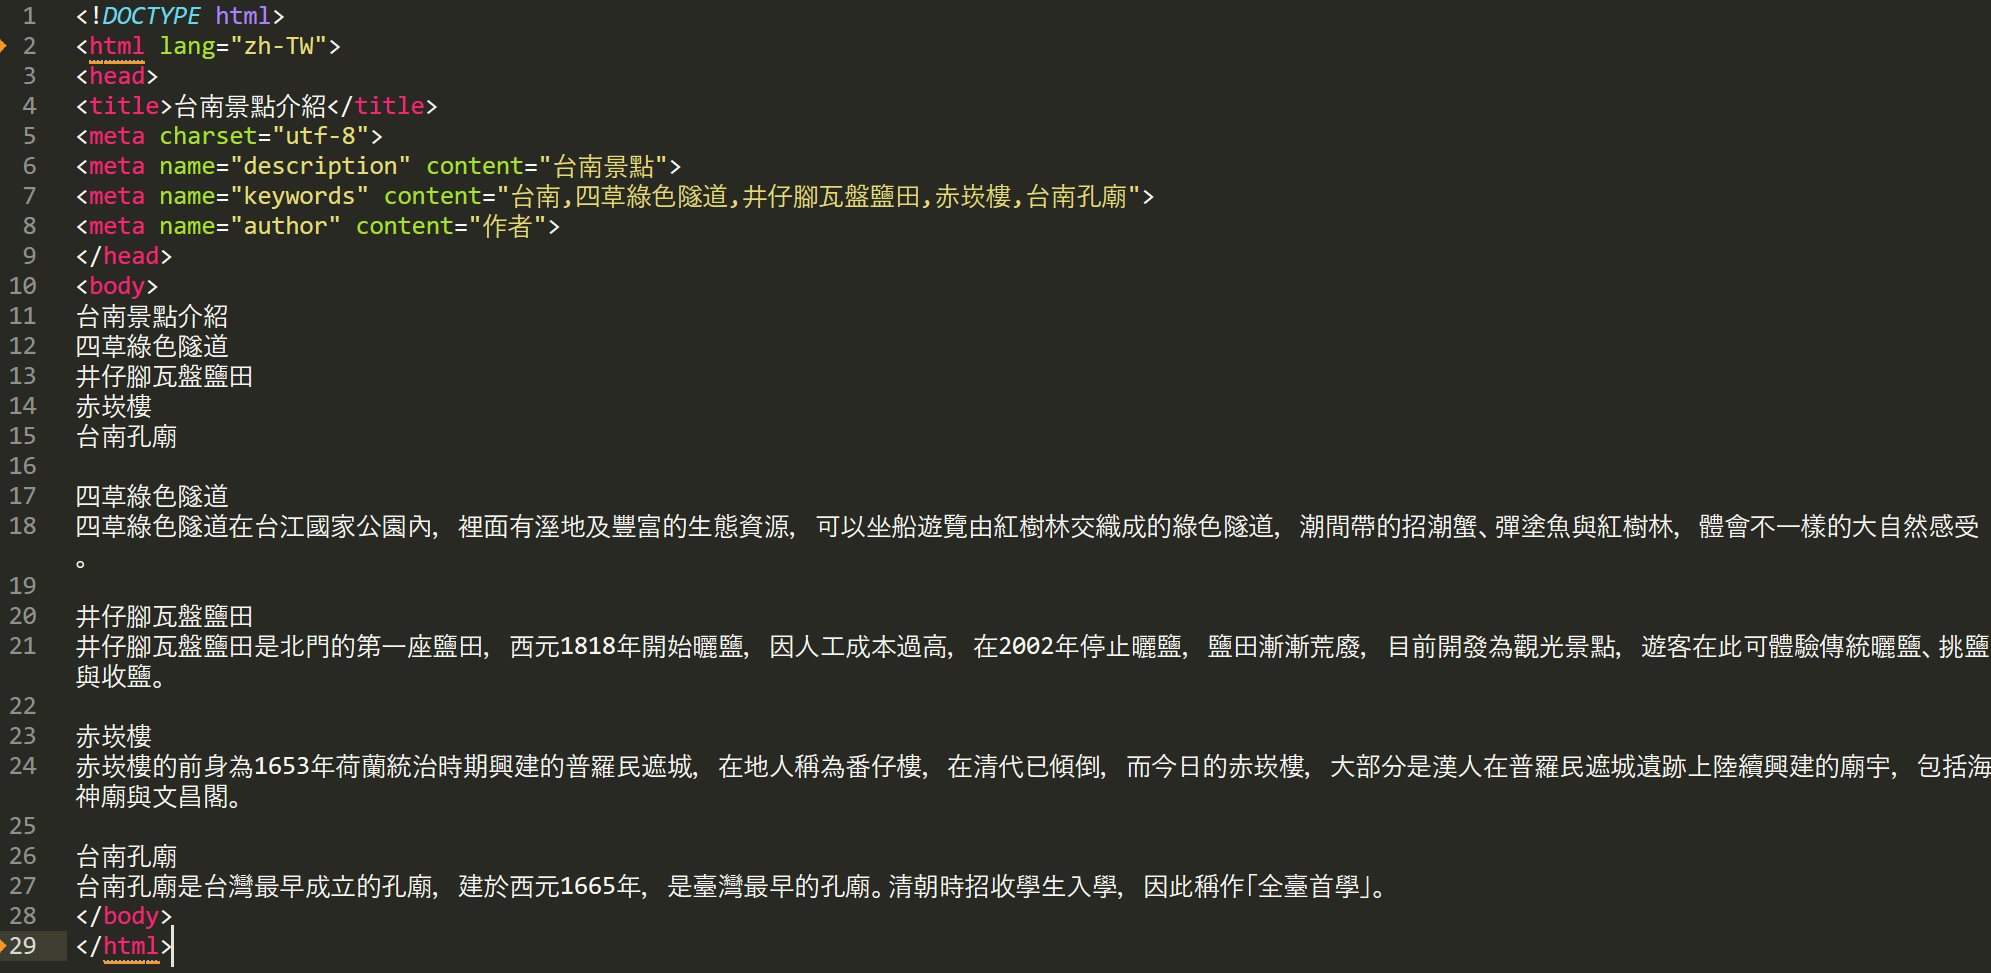 1 <!DOCTYPE html>
2 <html lang="zh-TW">
3 <head>
4 <title>台南景點介紹</title>
5 <meta charset="utf-8">
6 <meta name="description" content="台南景點">
7 <meta name="keywords" content="台南,四草綠色隧道,井仔腳瓦盤鹽田,赤崁樓,台南孔廟">
8 <meta name="author" content="作者">
9 </head>
10 <body>
11 台南景點介紹
12 四草綠色隧道
13 井仔腳瓦盤鹽田
14 赤崁樓
15 台南孔廟
16
17 四草綠色隧道
18 四草綠色隧道在台江國家公園內，裡面有溼地及豐富的生態資源，可以坐船遊覽由紅樹林交織成的綠色隧道，潮間帶的招潮蟹、彈塗魚與紅樹林，體會不一樣的大自然感受
。
19
20 井仔腳瓦盤鹽田
21 井仔腳瓦盤鹽田是北門的第一座鹽田，西元1818年開始曬鹽，因人工成本過高，在2002年停止曬鹽，鹽田漸漸荒廢，目前開發為觀光景點，遊客在此可體驗傳統曬鹽、挑鹽
與收鹽。
22
23 赤崁樓
24 赤崁樓的前身為1653年荷蘭統治時期興建的普羅民遮城，在地人稱為番仔樓，在清代已傾倒，而今日的赤崁樓，大部分是漢人在普羅民遮城遺跡上陸續興建的廟宇，包括海
神廟與文昌閣。
25
26 台南孔廟
27 台南孔廟是台灣最早成立的孔廟，建於西元1665年，是臺灣最早的孔廟。清朝時招收學生入學，因此稱作「全臺首學」。
28 </body>
29 </html>